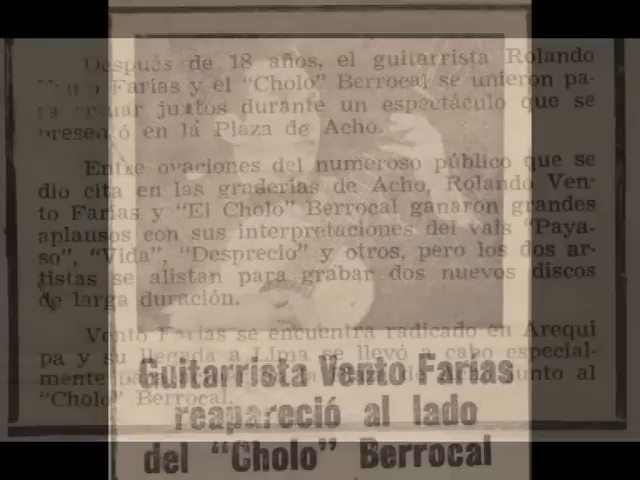 Después de 18 años, el guitarrista Rolando
Vento Farías y el "Cholo" Berrocal se unieron pa-
ra actuar juntos durante un espectáculo que se
presentó en la Plaza de Acho.
Entre ovaciones del numeroso público que se
dio cita en las graderías de Acho, Rolando Ven-
to Farías y "El Cholo" Berrocal ganaron grandes
aplausos con sus interpretaciones del vals "Paya-
so", "Vida", "Desprecio" y otros, pero los dos ar-
tistas se alistan para grabar dos nuevos discos
de larga duración.
Vento Farías se encuentra radicado en Arequi
pa y su llegada a Lima se llevó a cabo especial-
mente junto al
"Cholo" Berrocal.
Guitarrista Vento Farías
reapareció al lado
del "Cholo" Berrocal